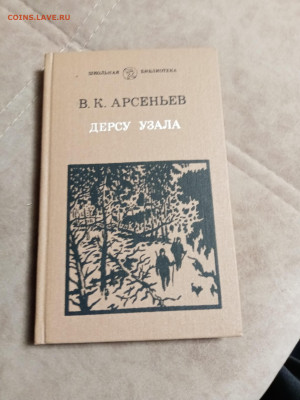 COINS.LAVE.RU
ШКОЛЬНАЯ БИБЛИОТЕКА
В. К. АРСЕНЬЕВ
ДЕРСУ УЗАЛА